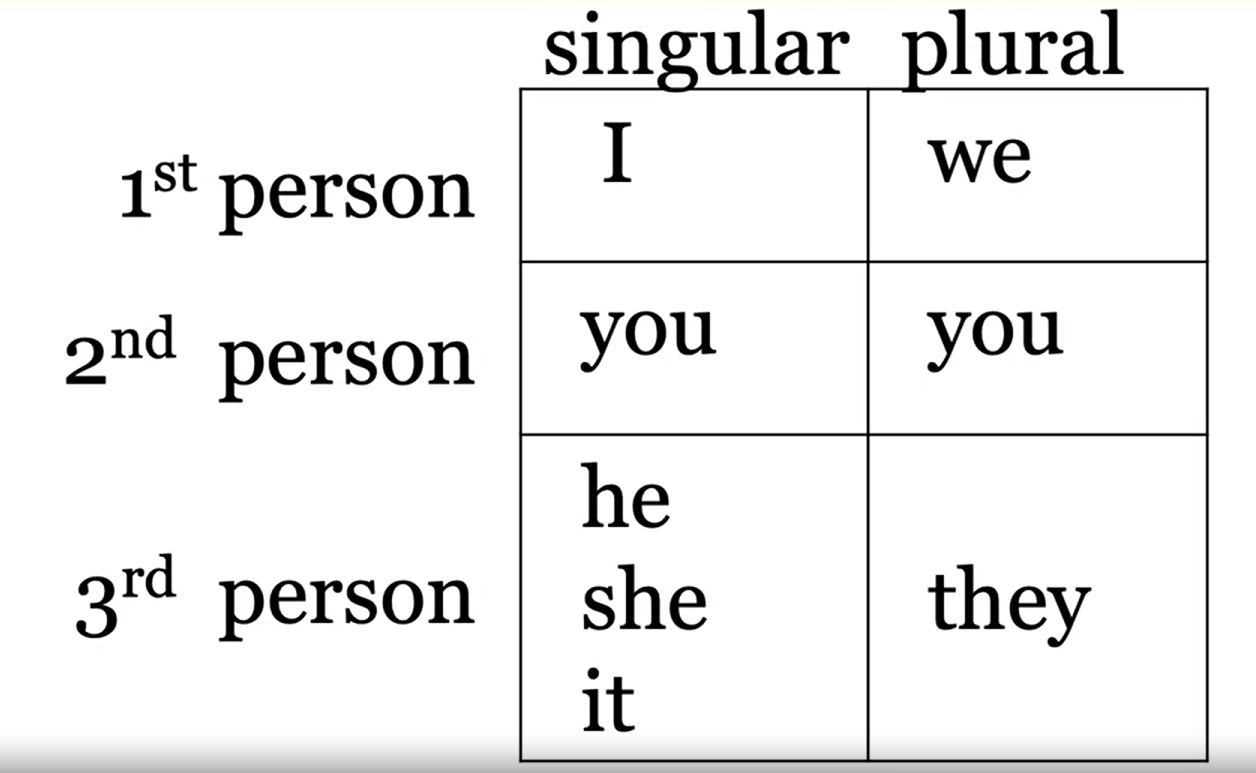 singular plural
1st person I we
2nd person you you
he
she
3rd person they
it